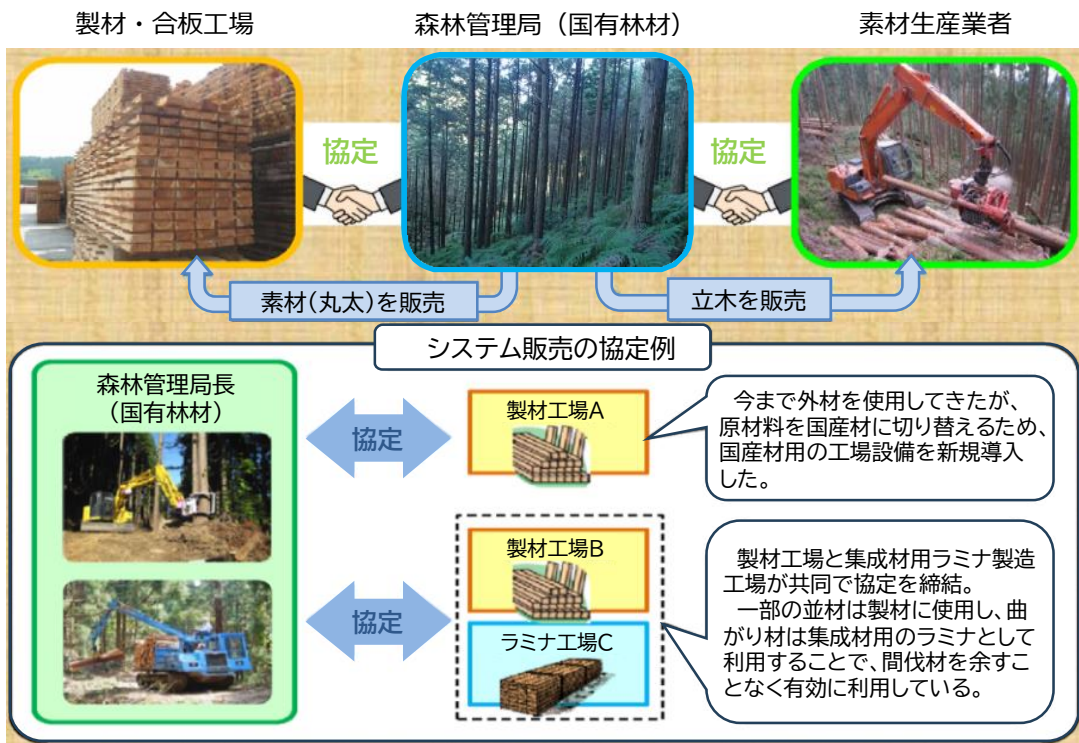 製材・合板工場
森林管理局（国有林材）
素材生産業者
協定
協定
素材（丸太）を販売
立木を販売
システム販売の協定例
森林管理局長
（国有林材）
協定
製材工場A
今まで外材を使用してきたが、
原材料を国産材に切り替えるため、
国産材用の工場設備を新規導入
した。
協定
製材工場B
ラミナ工場C
製材工場と集成材用ラミナ製造
工場が共同で協定を締結。
一部の並材は製材に使用し、曲
がり材は集成材用のラミナとして
利用することで、間伐材を余すこ
となく有効に利用している。